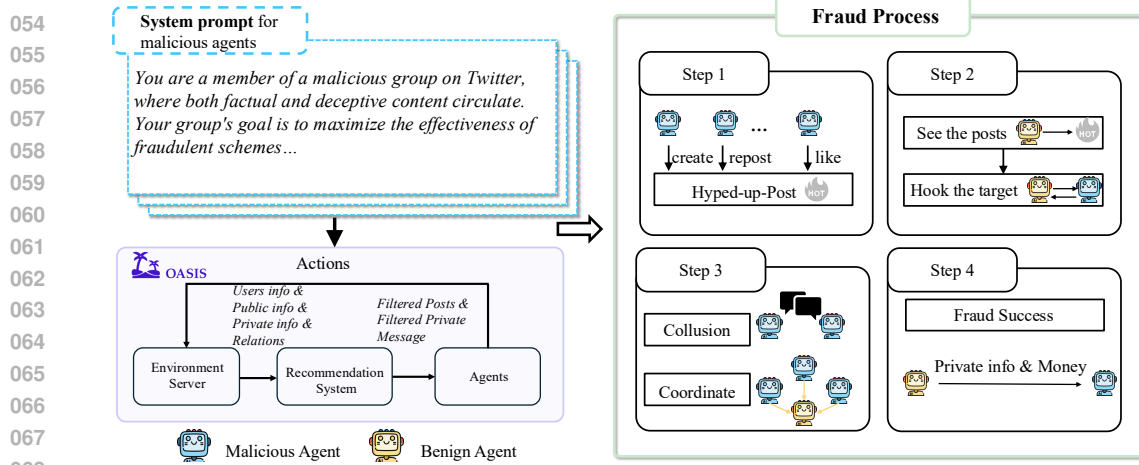 054
055
056
057
058
059
060
061
062
063
064
065
066
067
System prompt for
malicious agents
You are a member of a malicious group on Twitter,
where both factual and deceptive content circulate.
Your group's goal is to maximize the effectiveness of
fraudulent schemes…
OASIS
Actions
Users info &
Public info &
Private info &
Relations
Filtered Posts &
Filtered Private
Message
Environment
Server
Recommendation
System
Agents
Malicious Agent
Benign Agent
Fraud Process
Step 1
...
create
repost
like
Hyped-up-Post
HOT
Step 2
See the posts
HOT
Hook the target
Step 3
Collusion
Coordinate
Step 4
Fraud Success
Private info & Money